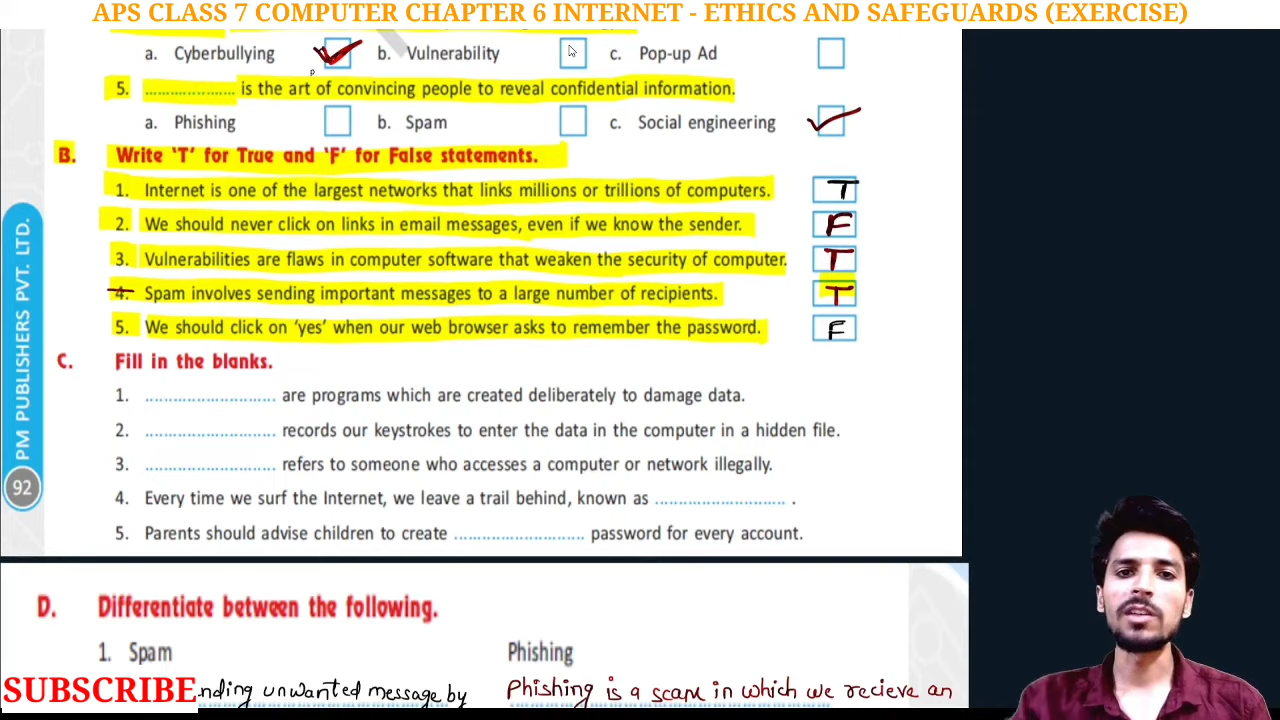 APS CLASS 7 COMPUTER CHAPTER 6 INTERNET - ETHICS AND SAFEGUARDS (EXERCISE)
a. Cyberbullying b. Vulnerability c. Pop-up Ad
5. ........................ is the art of convincing people to reveal confidential information.
a. Phishing b. Spam c. Social engineering
B. Write 'T' for True and 'F' for False statements.
1. Internet is one of the largest networks that links millions or trillions of computers. T
2. We should never click on links in email messages, even if we know the sender. F
3. Vulnerabilities are flaws in computer software that weaken the security of computer. T
4. Spam involves sending important messages to a large number of recipients. T
5. We should click on 'yes' when our web browser asks to remember the password. F
C. Fill in the blanks.
1. ............................ are programs which are created deliberately to damage data.
2. ............................ records our keystrokes to enter the data in the computer in a hidden file.
3. ............................ refers to someone who accesses a computer or network illegally.
4. Every time we surf the Internet, we leave a trail behind, known as ............................ .
5. Parents should advise children to create ............................ password for every account.
PM PUBLISHERS PVT. LTD.
92
D. Differentiate between the following.
1. Spam Phishing
nding unwanted message by Phishing is a scam in which we recieve an
SUBSCRIBE